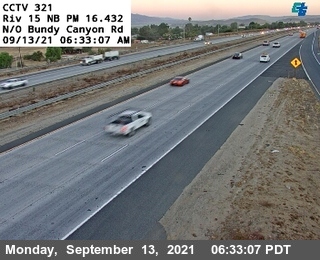 CCTV 321
Riv 15 NB PM 16.432
N/O Bundy Canyon Rd
09/13/21 06:33:07 AM
Monday, September 13, 2021 06:33:07 PDT